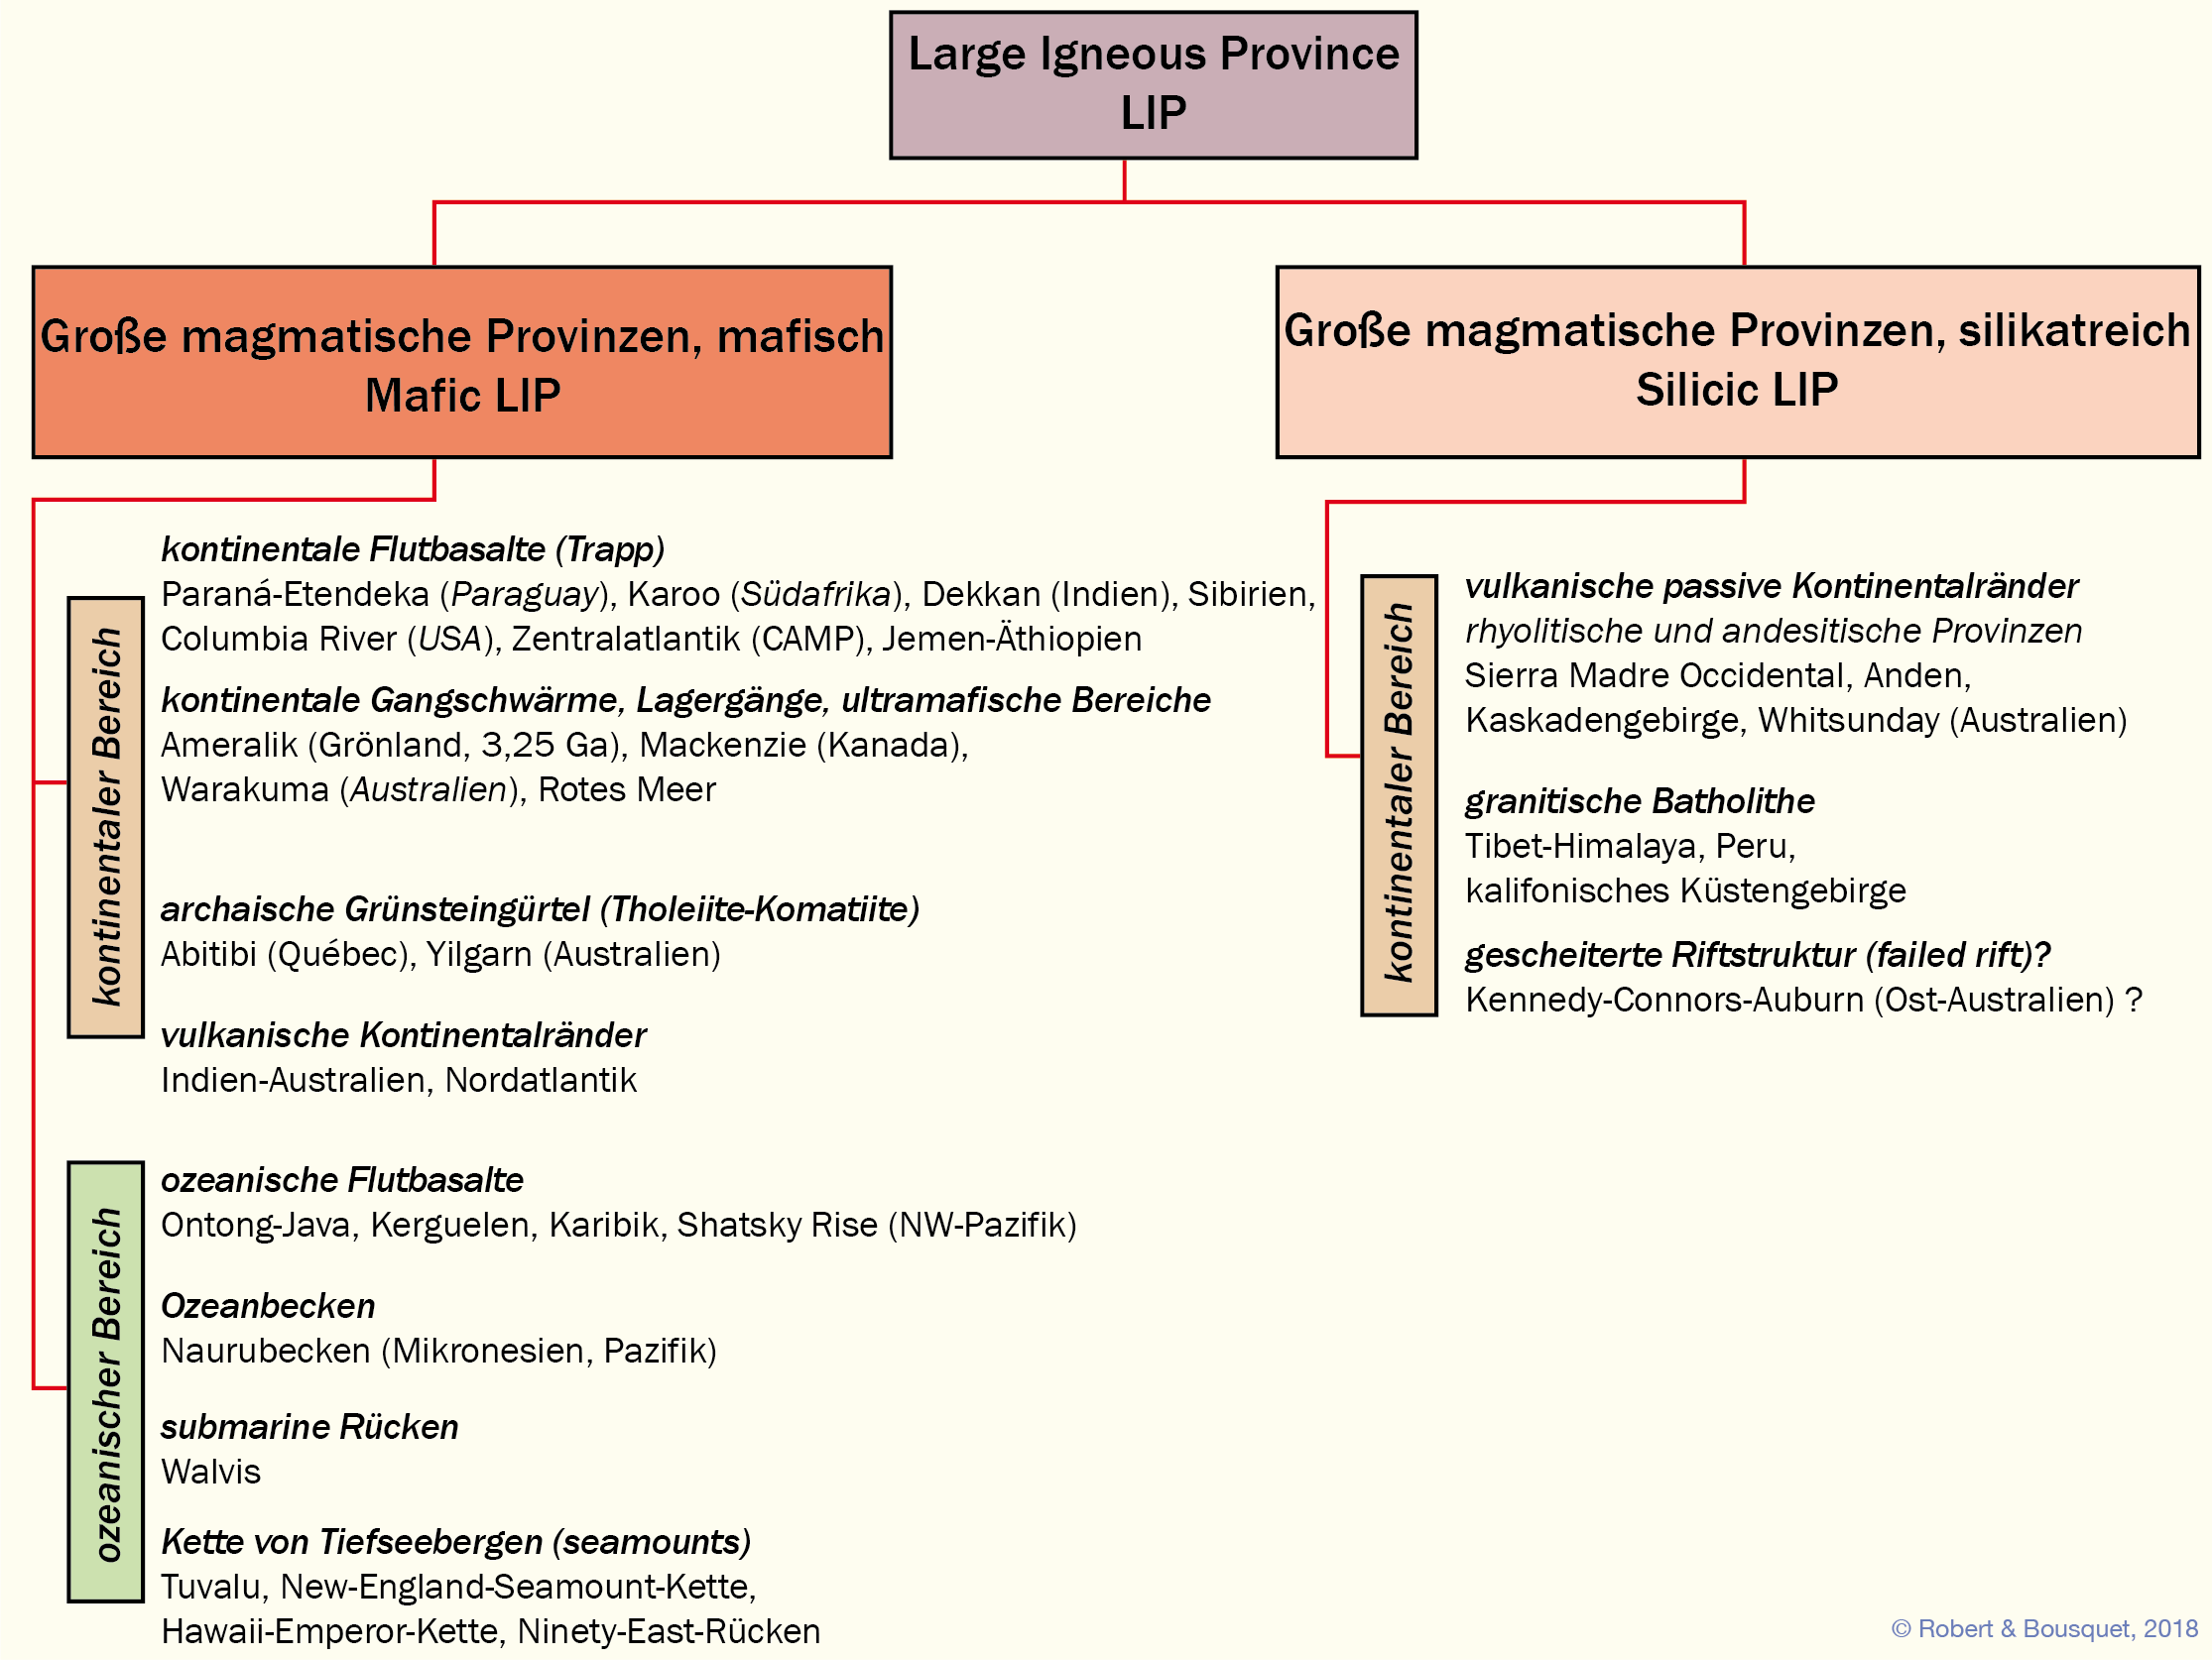 Large Igneous Province
LIP
Große magmatische Provinzen, mafisch
Mafic LIP
Große magmatische Provinzen, silikatreich
Silicic LIP
kontinentaler Bereich
kontinentale Flutbasalte (Trapp)
Paraná-Etendeka (Paraguay), Karoo (Südafrika), Dekkan (Indien), Sibirien,
Columbia River (USA), Zentralatlantik (CAMP), Jemen-Äthiopien
kontinentale Gangschwärme, Lagergänge, ultramafische Bereiche
Ameralik (Grönland, 3,25 Ga), Mackenzie (Kanada),
Warakuma (Australien), Rotes Meer
archaische Grünsteingürtel (Tholeiite-Komatiite)
Abitibi (Québec), Yilgarn (Australien)
vulkanische Kontinentalränder
Indien-Australien, Nordatlantik
ozeanischer Bereich
ozeanische Flutbasalte
Ontong-Java, Kerguelen, Karibik, Shatsky Rise (NW-Pazifik)
Ozeanbecken
Naurubecken (Mikronesien, Pazifik)
submarine Rücken
Walvis
Kette von Tiefseebergen (seamounts)
Tuvalu, New-England-Seamount-Kette,
Hawaii-Emperor-Kette, Ninety-East-Rücken
kontinentaler Bereich
vulkanische passive Kontinentalränder
rhyolitische und andesitische Provinzen
Sierra Madre Occidental, Anden,
Kaskadengebirge, Whitsunday (Australien)
granitische Batholithe
Tibet-Himalaya, Peru,
kalifonisches Küstengebirge
gescheiterte Riftstruktur (failed rift)?
Kennedy-Connors-Auburn (Ost-Australien) ?
© Robert & Bousquet, 2018